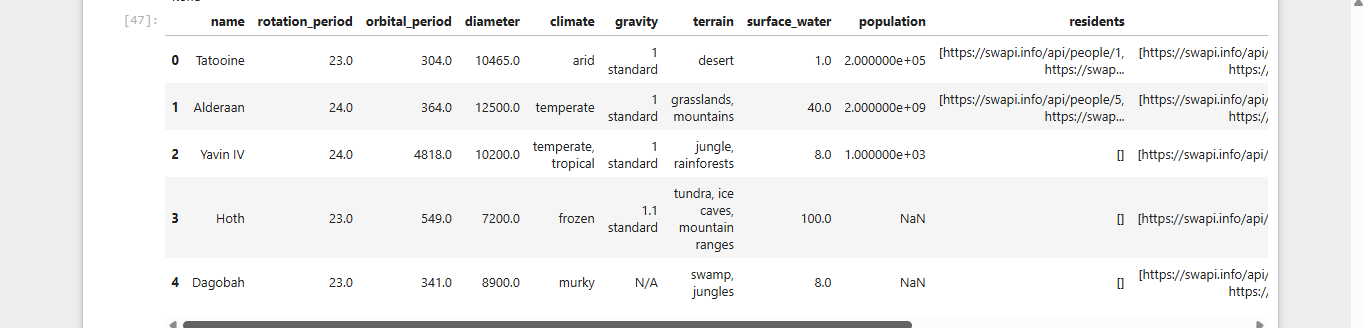 [47]:
name rotation_period orbital_period diameter climate gravity terrain surface_water population residents
0 Tatooine 23.0 304.0 10465.0 arid 1 standard desert 1.0 2.000000e+05 [https://swapi.info/api/people/1, https://swap... [https://swapi.info/api/ https:/
1 Alderaan 24.0 364.0 12500.0 temperate 1 standard grasslands, mountains 40.0 2.000000e+09 [https://swapi.info/api/people/5, https://swap... [https://swapi.info/api/ https:/
2 Yavin IV 24.0 4818.0 10200.0 temperate, tropical 1 standard jungle, rainforests 8.0 1.000000e+03 [] [https://swapi.info/api/
3 Hoth 23.0 549.0 7200.0 frozen 1.1 standard tundra, ice caves, mountain ranges 100.0 NaN [] [https://swapi.info/api/
4 Dagobah 23.0 341.0 8900.0 murky N/A swamp, jungles 8.0 NaN [] [https://swapi.info/api/ https:/